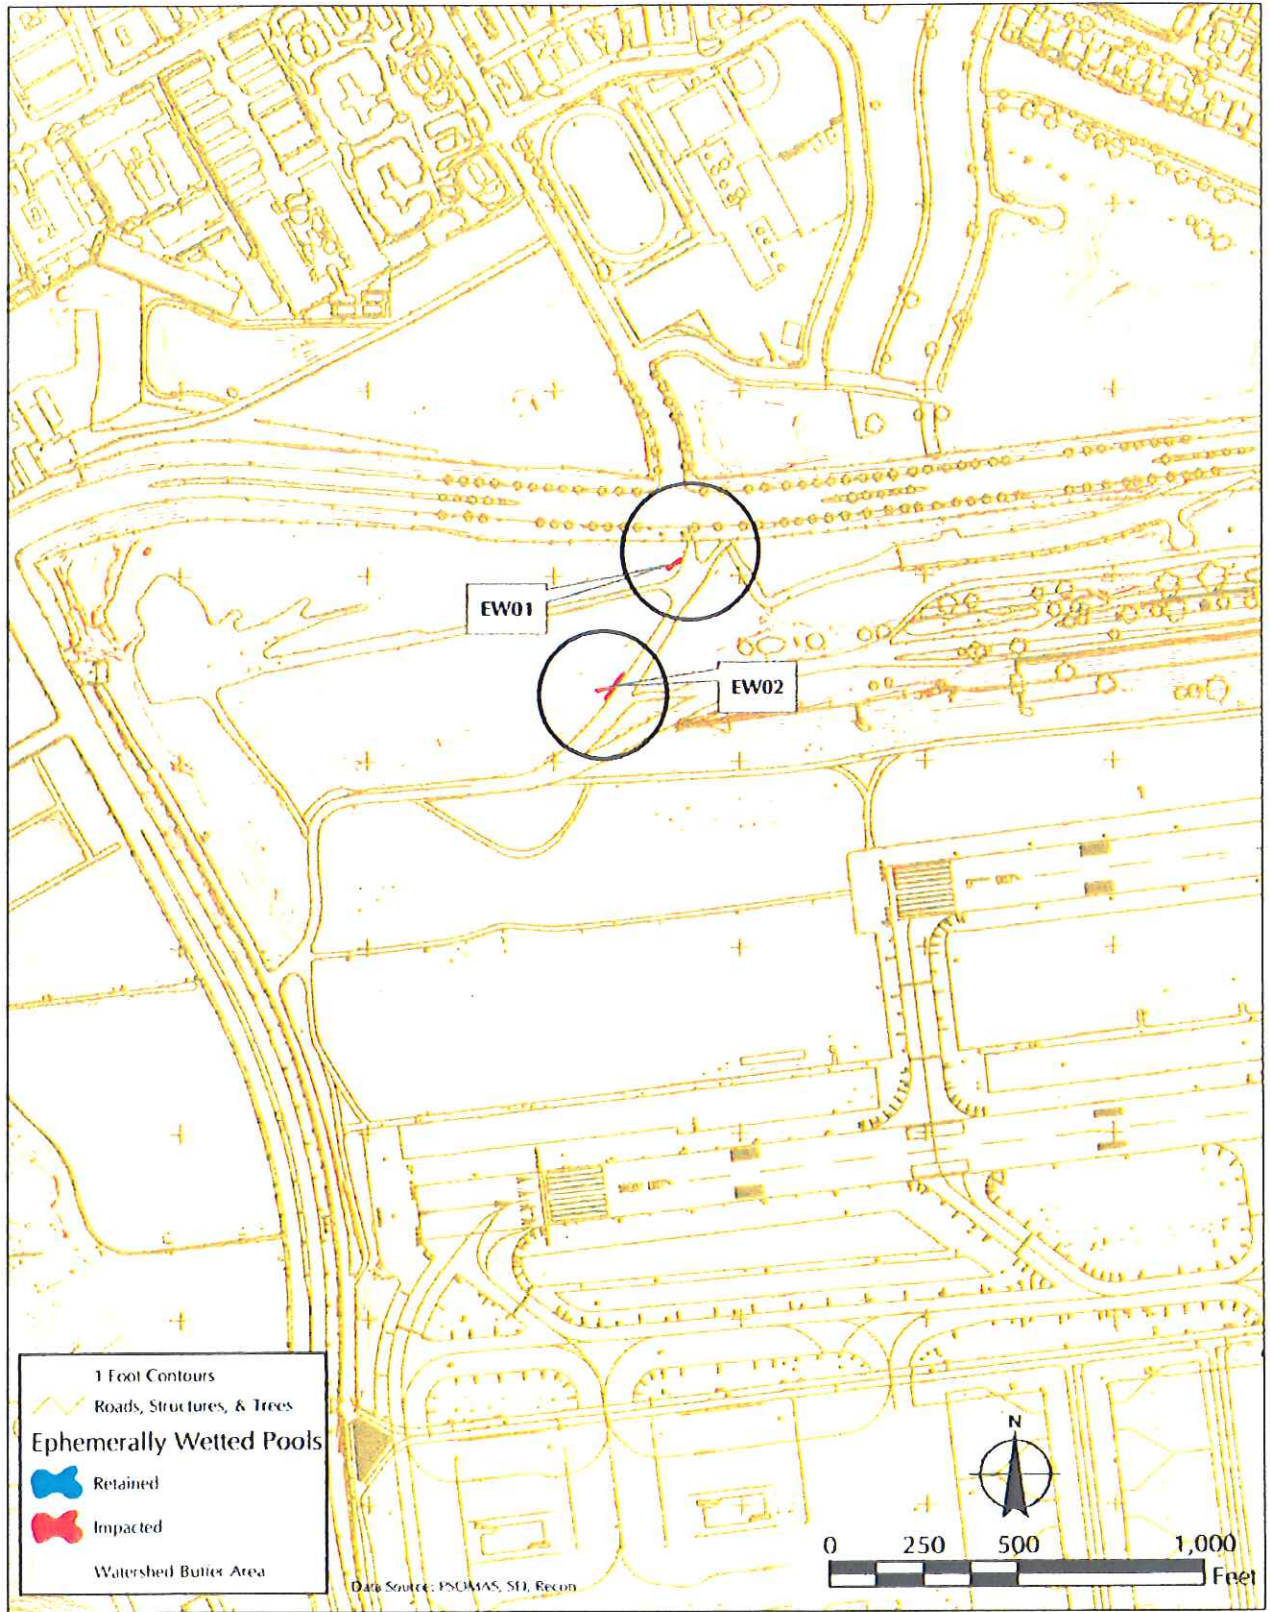 EW01
EW02
1 Foot Contours
Roads, Structures, & Trees
Ephemerally Wetted Pools
Retained
Impacted
Watershed Buffer Area
Data Source: PSOMAS, SEI, Recon
N
0 250 500 1,000
Feet